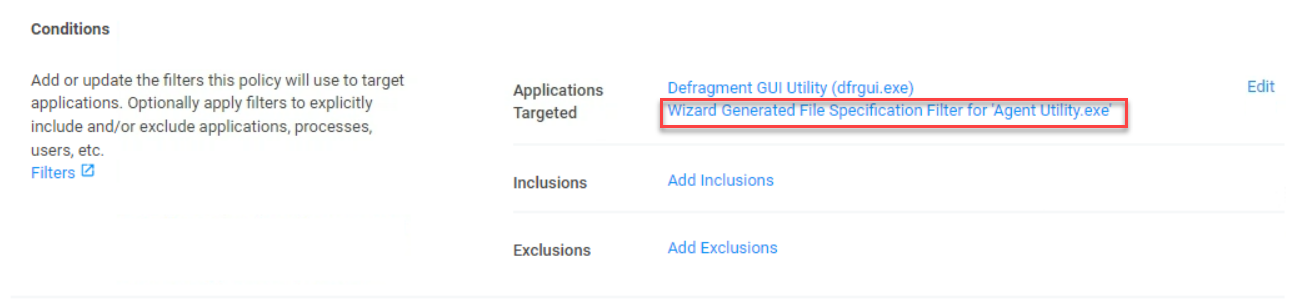 Conditions
Add or update the filters this policy will use to target
applications. Optionally apply filters to explicitly
include and/or exclude applications, processes,
users, etc.
Filters
Applications
Targeted
Defragment GUI Utility (dfrgui.exe)
Wizard Generated File Specification Filter for 'Agent Utility.exe'
Edit
Inclusions
Add Inclusions
Exclusions
Add Exclusions